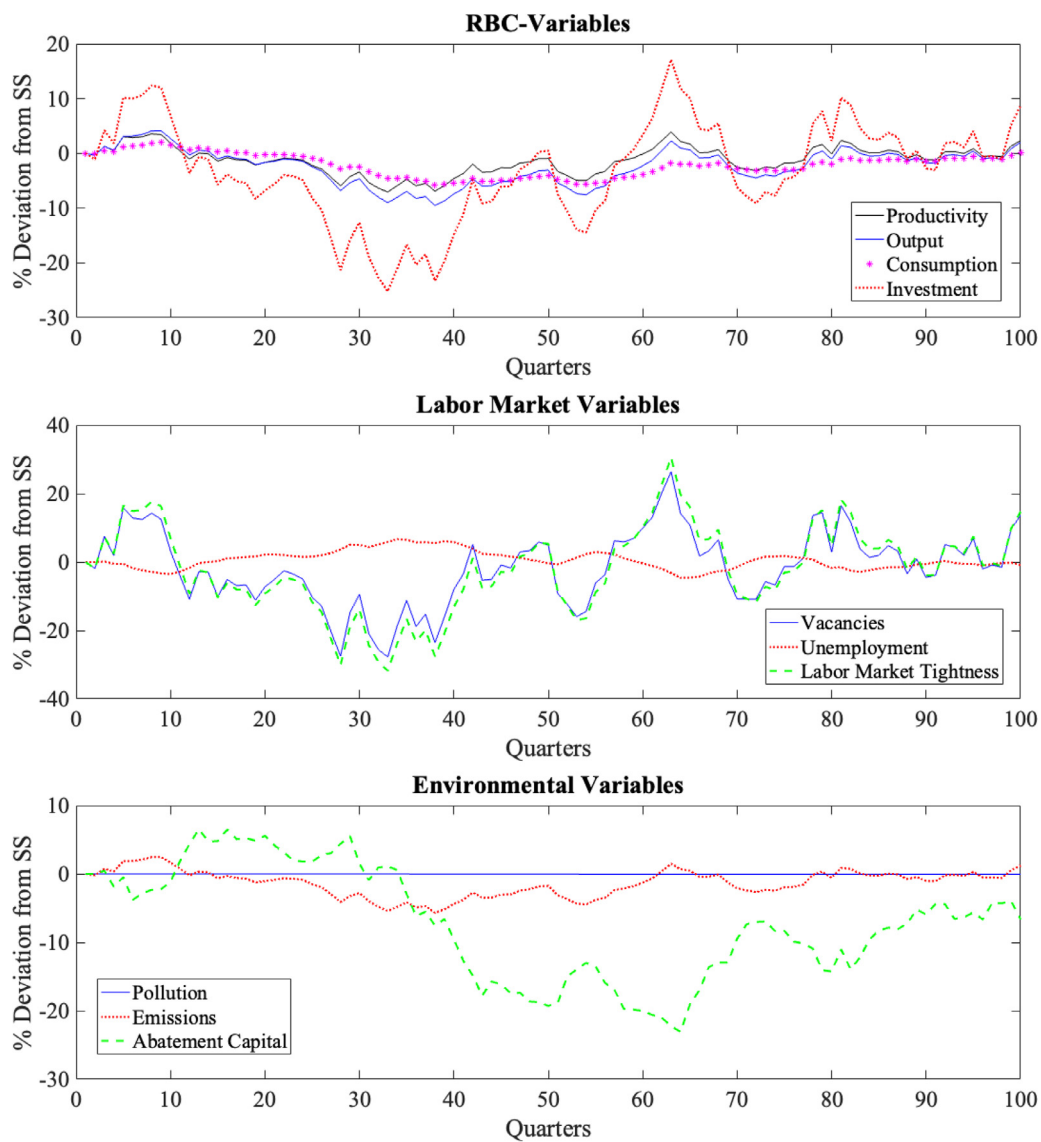 RBC-Variables
20
10
0
-10
-20
-30
% Deviation from SS
Productivity
Output
Consumption
Investment
0 10 20 30 40 50 60 70 80 90 100
Quarters
Labor Market Variables
40
20
0
-20
-40
% Deviation from SS
Vacancies
Unemployment
Labor Market Tightness
0 10 20 30 40 50 60 70 80 90 100
Quarters
Environmental Variables
10
0
-10
-20
-30
% Deviation from SS
Pollution
Emissions
Abatement Capital
0 10 20 30 40 50 60 70 80 90 100
Quarters